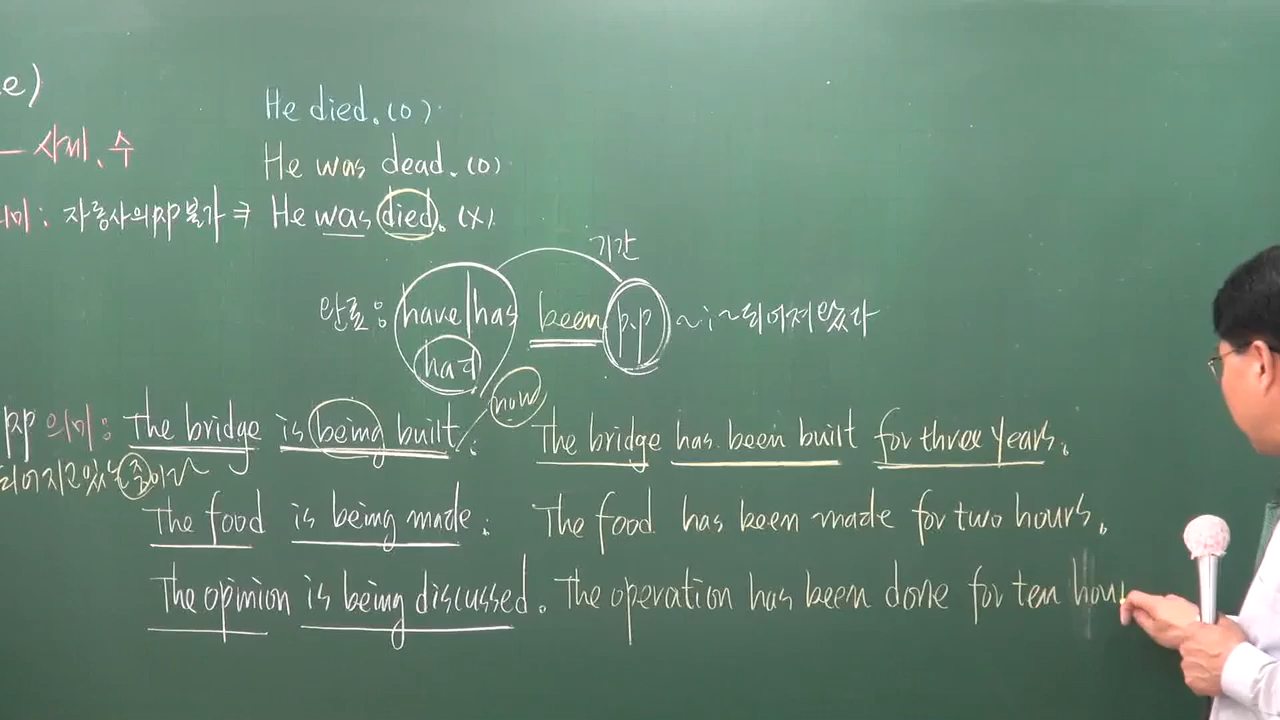 e)
— 사제, 수
He died. (O)
He was dead. (O)
의미: 자동사의 pp 불가 ⇒ He was died. (X)
기간
완료: have|has been p.p ~ : ~ 되어져 왔다
had
now
pp 의미: The bridge is being built. The bridge has been built for three years.
되어지고 있는 중이다
The food is being made. The food has been made for two hours.
The opinion is being discussed. The operation has been done for ten hou